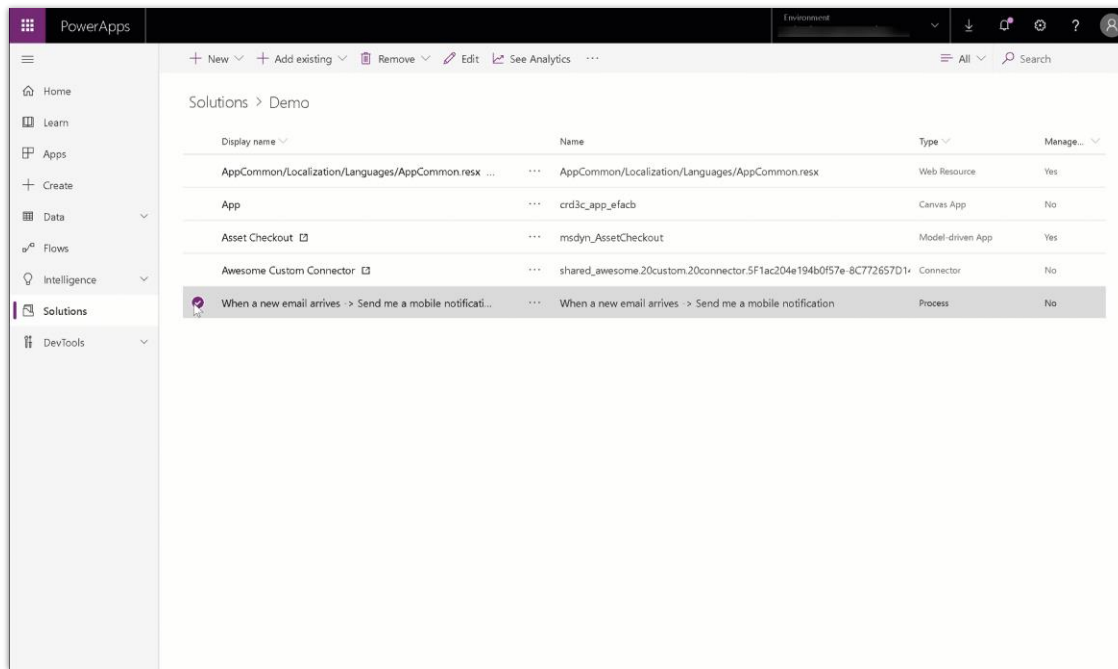 PowerApps
Environment
?
New
Add existing
Remove
Edit
See Analytics
...
All
Search
Home
Learn
Apps
Create
Data
Flows
Intelligence
Solutions
DevTools
Solutions > Demo
Display name Name Type Manage...
AppCommon/Localization/Languages/AppCommon.resx ... ... AppCommon/Localization/Languages/AppCommon.resx Web Resource Yes
App ... crd3c_app_efacb Canvas App No
Asset Checkout ... msdyn_AssetCheckout Model-driven App Yes
Awesome Custom Connector ... shared_awesome.20custom.20connector.5F1ac204e194b0f57e-8C772657D1 Connector No
When a new email arrives -> Send me a mobile notificati... ... When a new email arrives -> Send me a mobile notification Process No